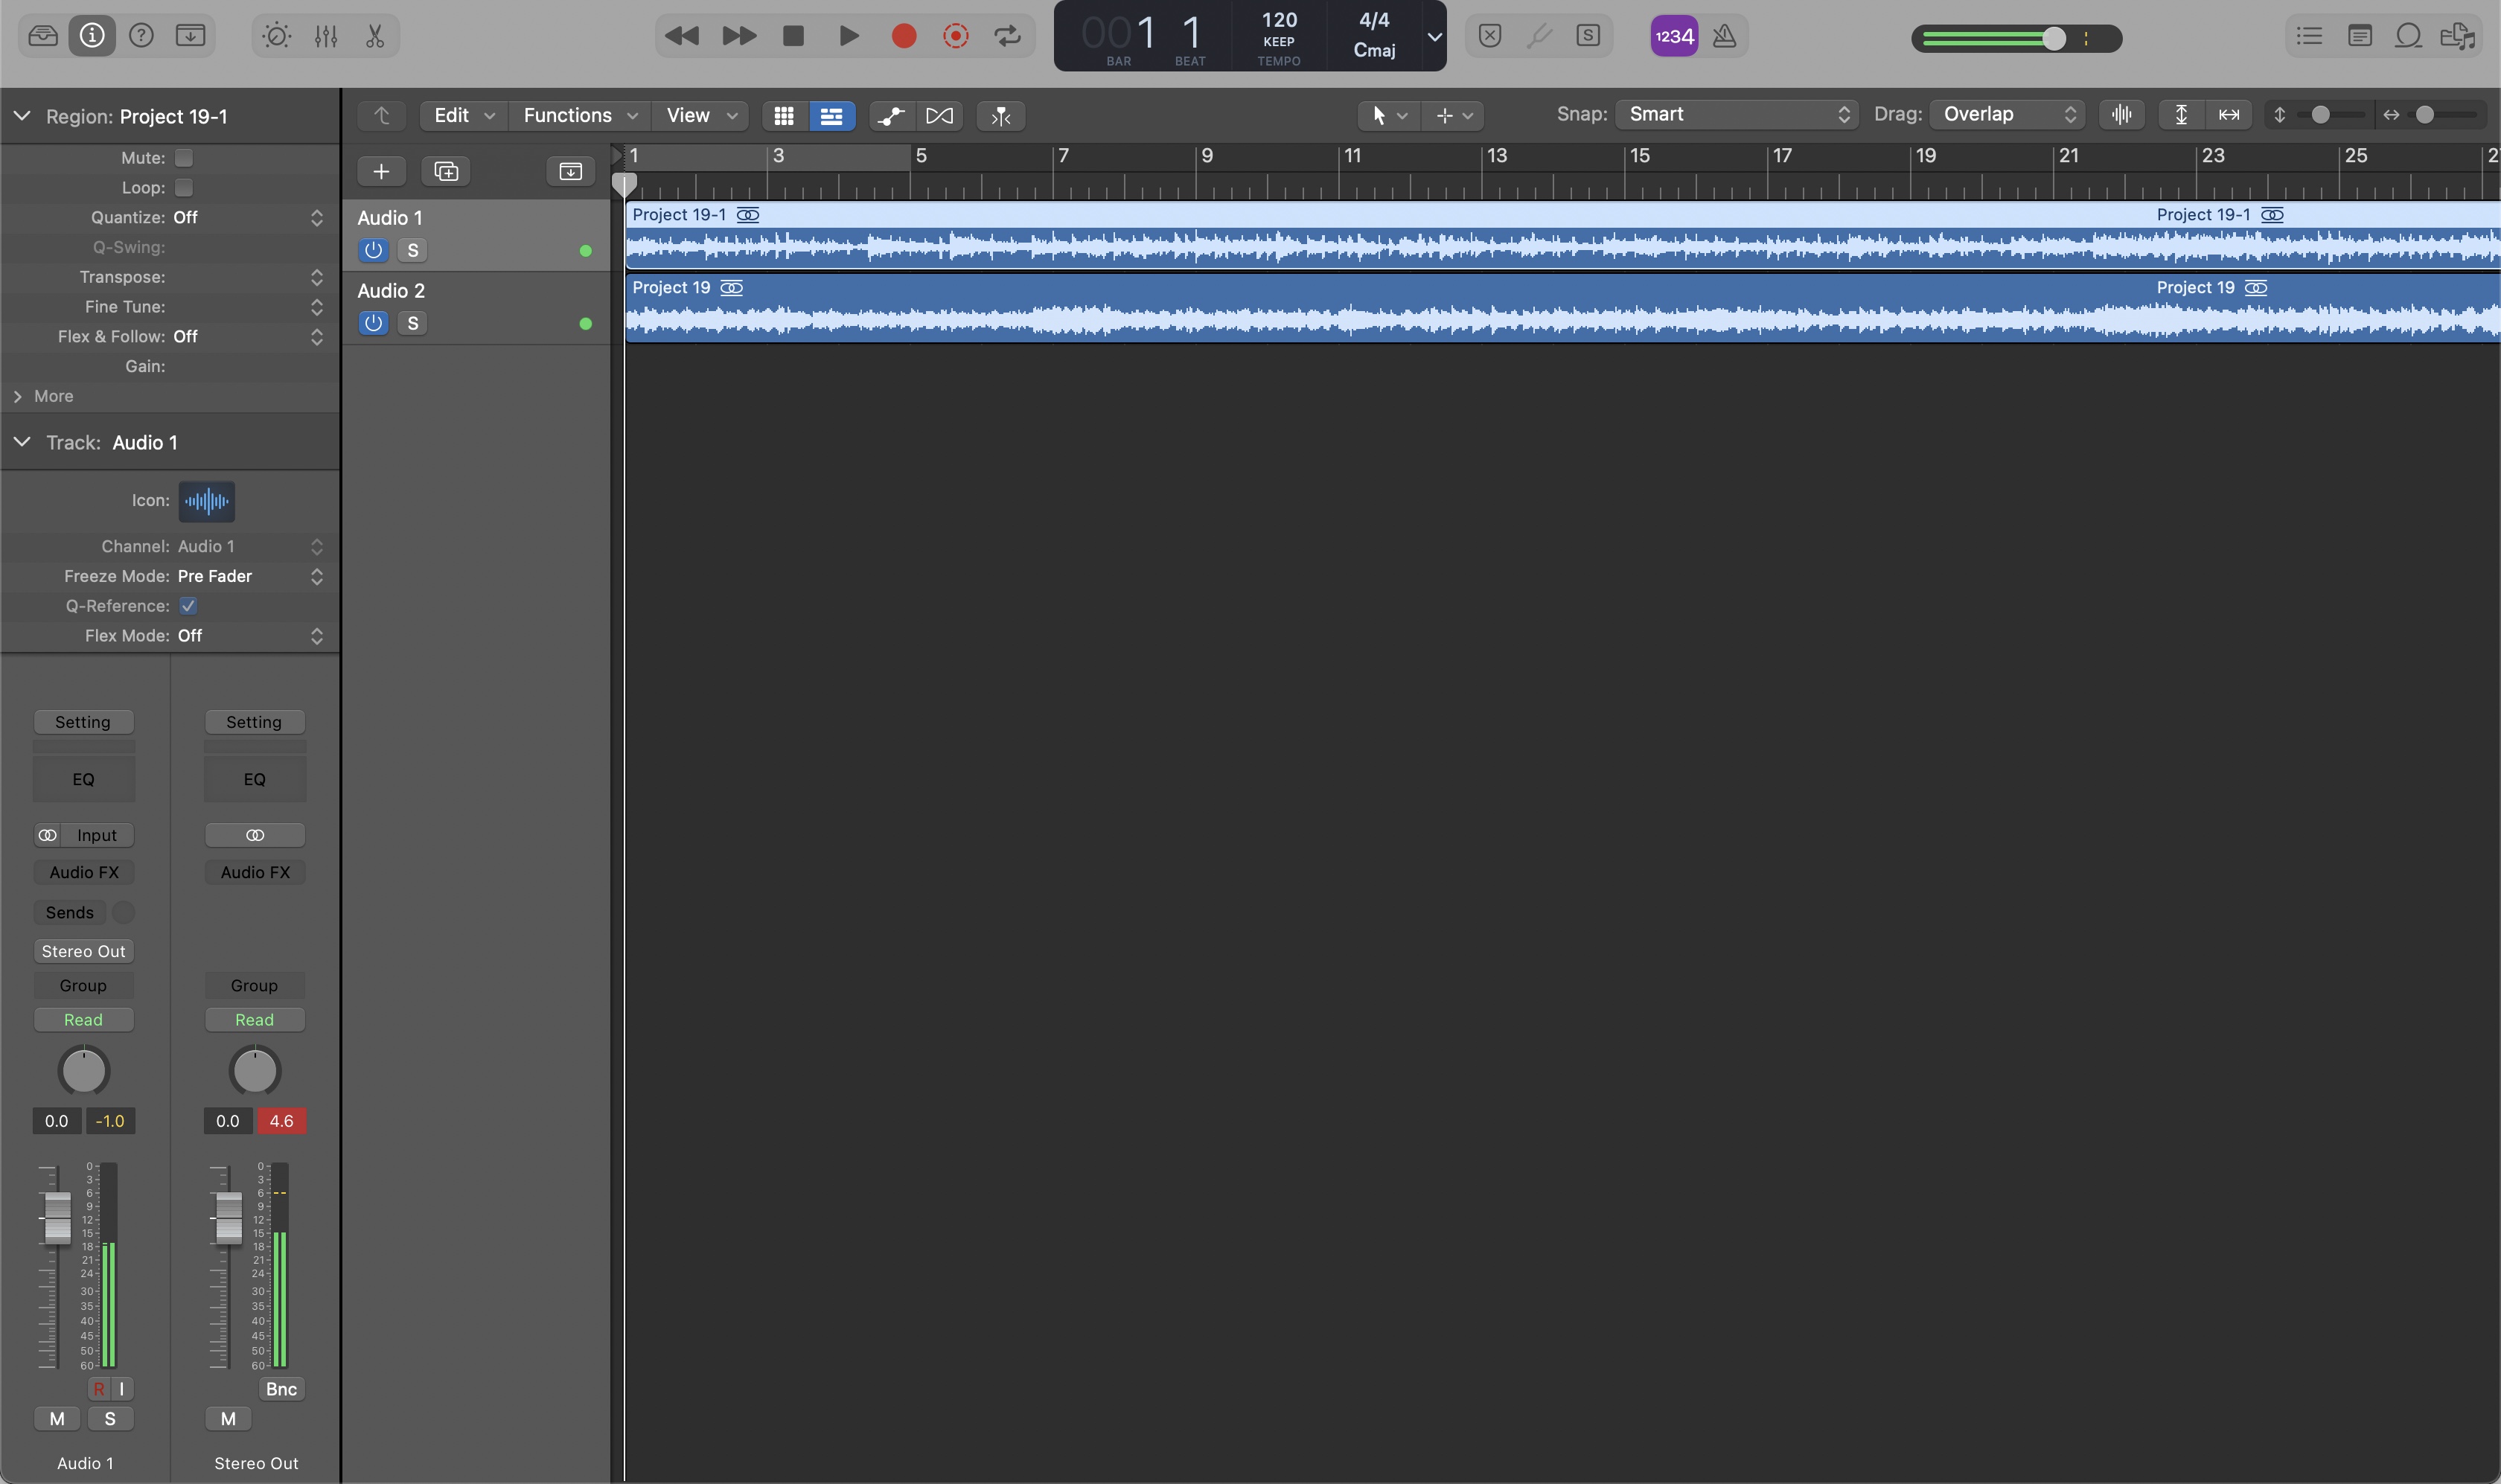 001 1 120 4/4
KEEP Cmaj
BAR BEAT TEMPO
1234
Region: Project 19-1
Edit Functions View
Snap: Smart Drag: Overlap
Mute:
Loop:
Quantize: Off
Q-Swing:
Transpose:
Fine Tune:
Flex & Follow: Off
Gain:
More
1 3 5 7 9 11 13 15 17 19 21 23 25
Audio 1
S
Project 19-1 Project 19-1
Audio 2
S
Project 19 Project 19
Track: Audio 1
Icon:
Channel: Audio 1
Freeze Mode: Pre Fader
Q-Reference:
Flex Mode: Off
Setting Setting
EQ EQ
Input
Audio FX Audio FX
Sends
Stereo Out
Group Group
Read Read
0.0 -1.0 0.0 4.6
0 0
3 3
6 6
9 9
12 12
15 15
18 18
21 21
24 24
30 30
35 35
40 40
45 45
50 50
60 60
R I Bnc
M S M
Audio 1 Stereo Out